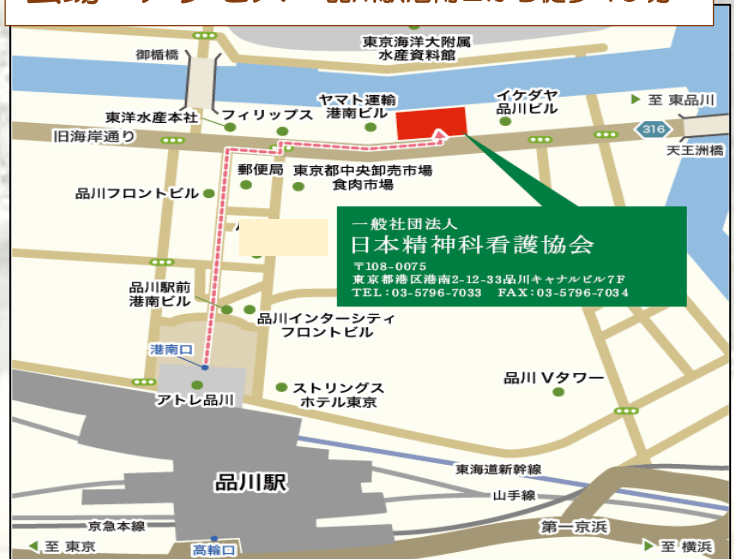 東京海洋大附属
水産資料館
御楯橋
ヤマト運輸
港南ビル
イケダヤ
品川ビル
至 東品川
東洋水産本社
フィリップス
旧海岸通り
316
天王洲橋
郵便局
東京都中央卸売市場
食肉市場
品川フロントビル
一般社団法人
日本精神科看護協会
〒108-0075
東京都港区港南2-12-33品川キャナルビル7F
TEL:03-5796-7033 FAX:03-5796-7034
品川駅前
港南ビル
品川インターシティ
フロントビル
港南口
アトレ品川
ストリングス
ホテル東京
品川Vタワー
品川駅
東海道新幹線
山手線
京急本線
第一京浜
至 東京
高輪口
至 横浜